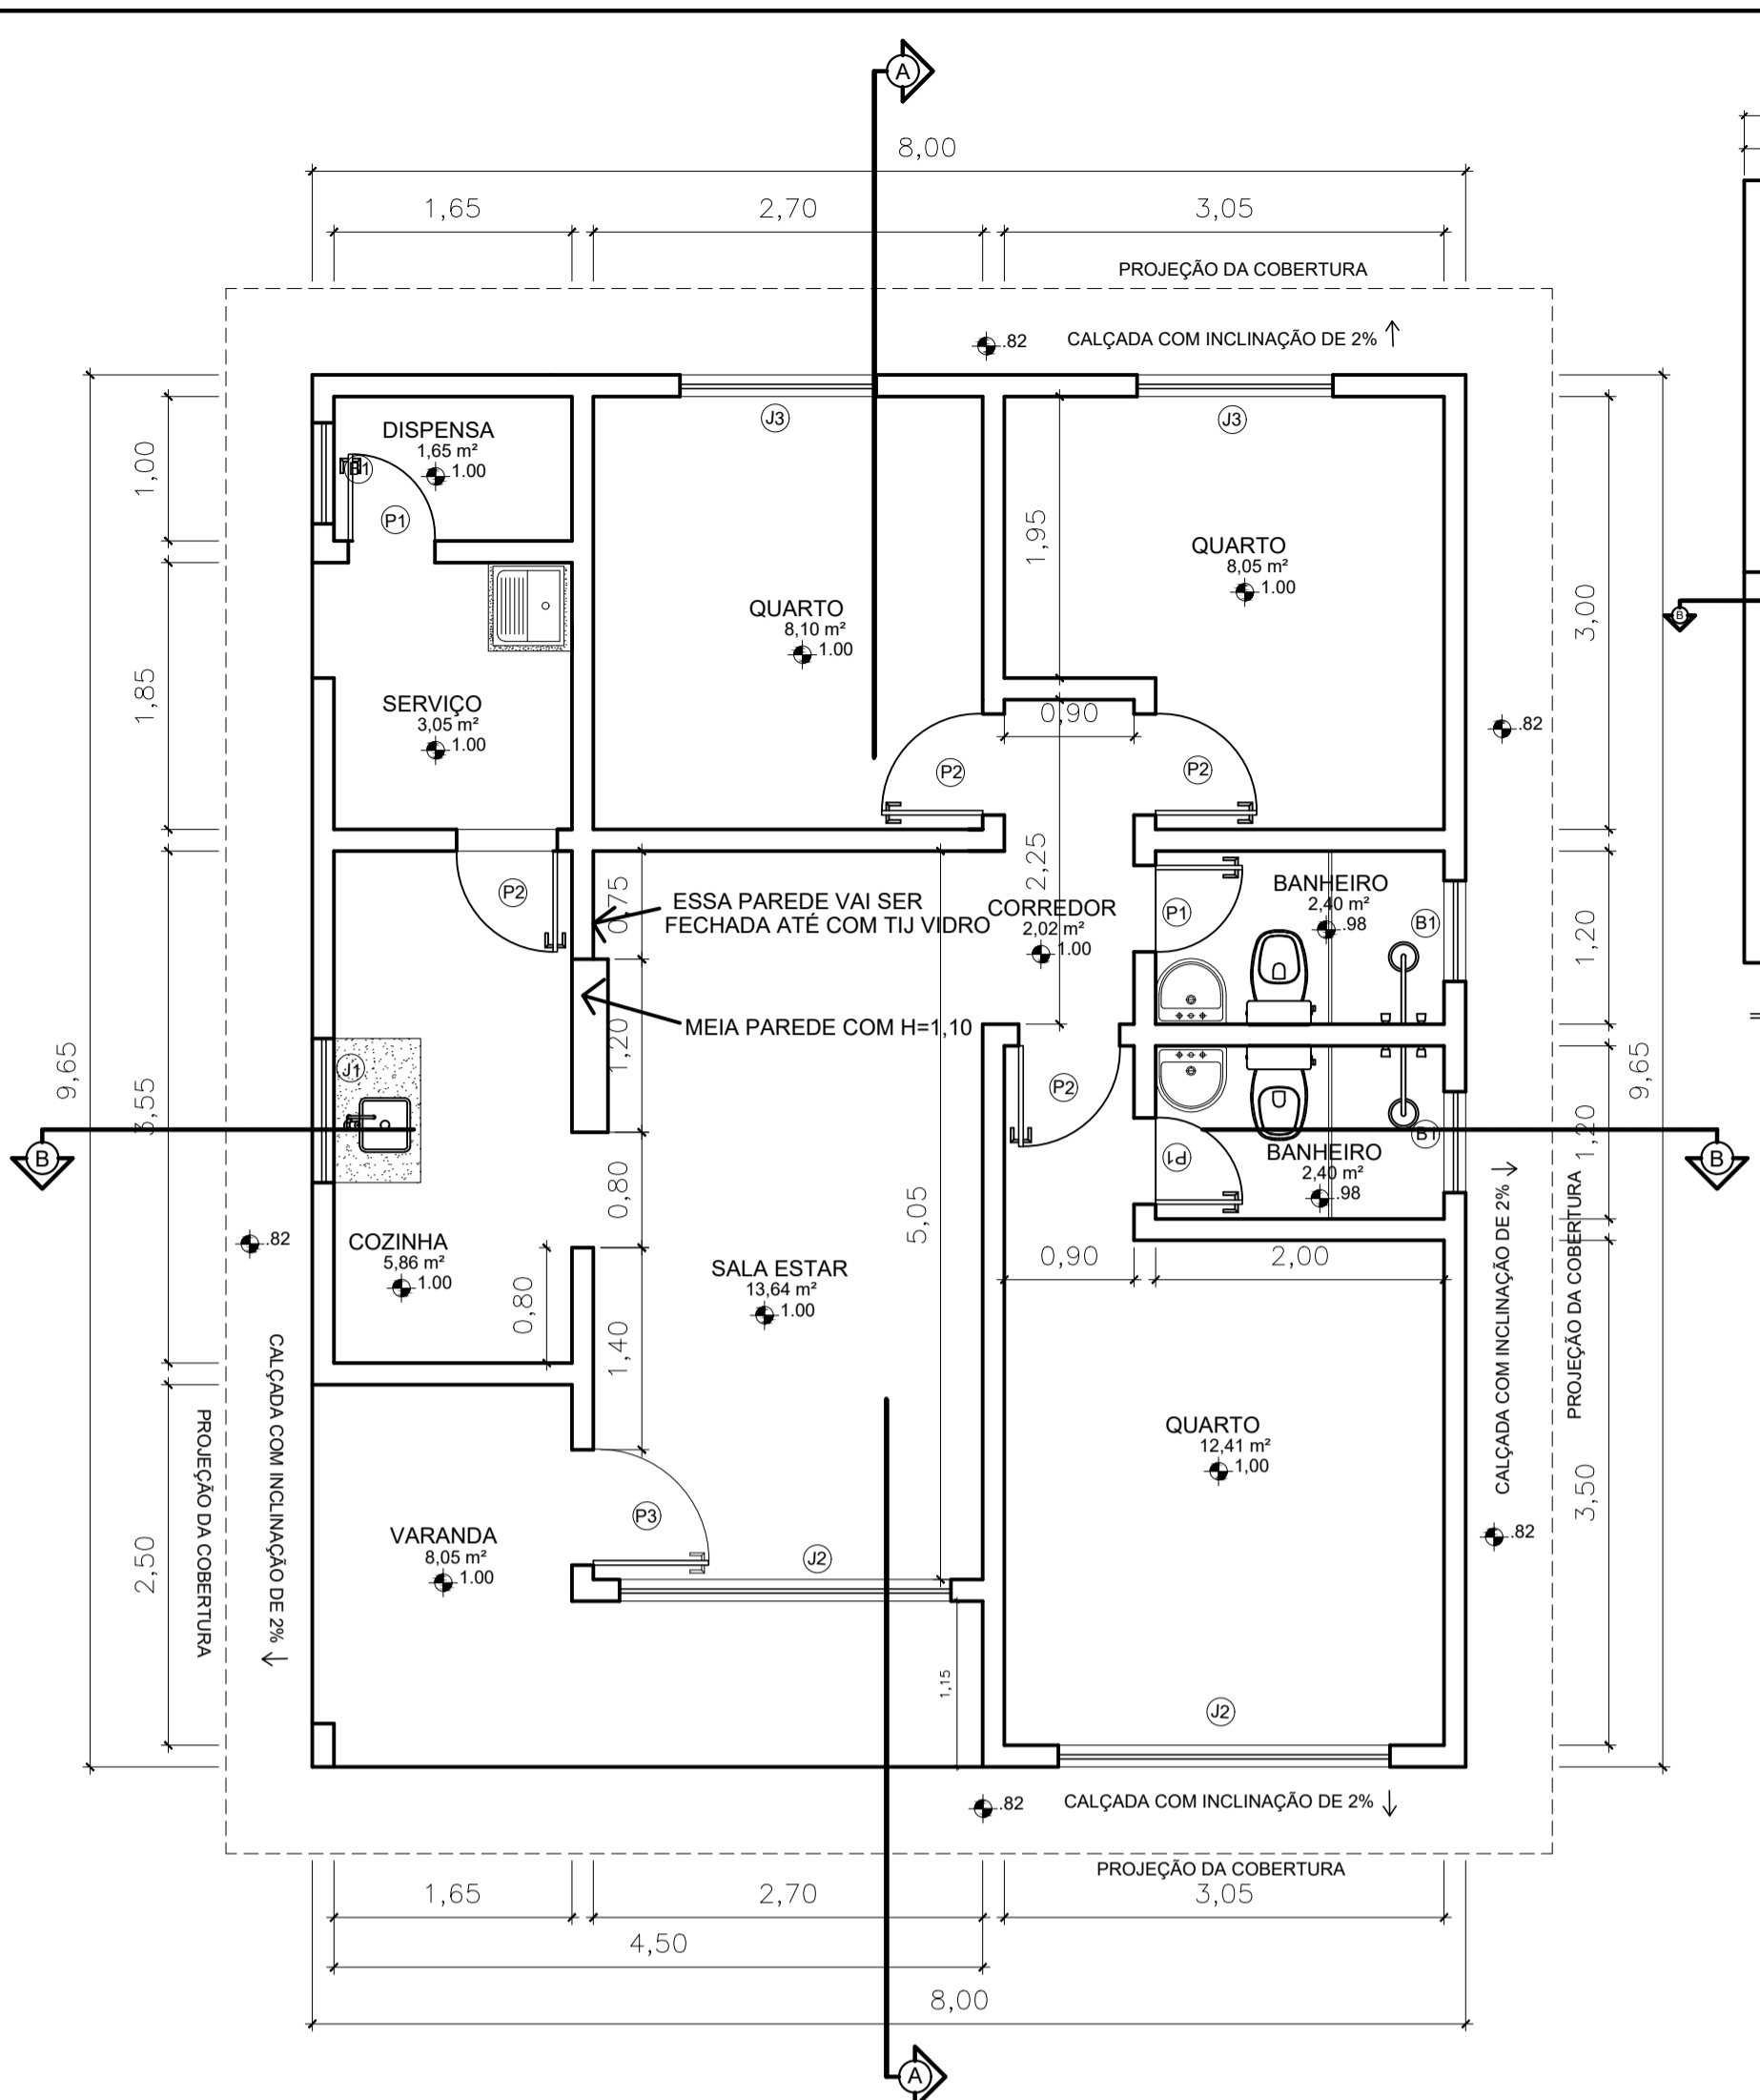 A
8,00
1,65
2,70
3,05
PROJEÇÃO DA COBERTURA
.82
CALÇADA COM INCLINAÇÃO DE 2%
J3
J3
DISPENSA
1,65 m²
1.00
B1
P1
1,00
1,95
QUARTO
8,05 m²
1.00
3,00
B
QUARTO
8,10 m²
1.00
1,85
SERVIÇO
3,05 m²
1.00
0,90
.82
P2
P2
P2
0,75
ESSA PAREDE VAI SER
FECHADA ATÉ COM TIJ VIDRO
2,25
CORREDOR
2,02 m²
1.00
P1
BANHEIRO
2,40 m²
.98
B1
1,20
MEIA PAREDE COM H=1,10
1,20
9,65
3,55
J1
P2
9,65
B
B1
1,20
B
P1
BANHEIRO
2,40 m²
.98
0,80
5,05
.82
COZINHA
5,86 m²
1.00
0,80
SALA ESTAR
13,64 m²
1.00
0,90
2,00
CALÇADA COM INCLINAÇÃO DE 2%
PROJEÇÃO DA COBERTURA
1,40
CALÇADA COM INCLINAÇÃO DE 2%
PROJEÇÃO DA COBERTURA
QUARTO
12,41 m²
1,00
3,50
.82
P3
VARANDA
8,05 m²
1.00
2,50
J2
1,15
J2
.82
CALÇADA COM INCLINAÇÃO DE 2%
PROJEÇÃO DA COBERTURA
1,65
2,70
3,05
4,50
8,00
A